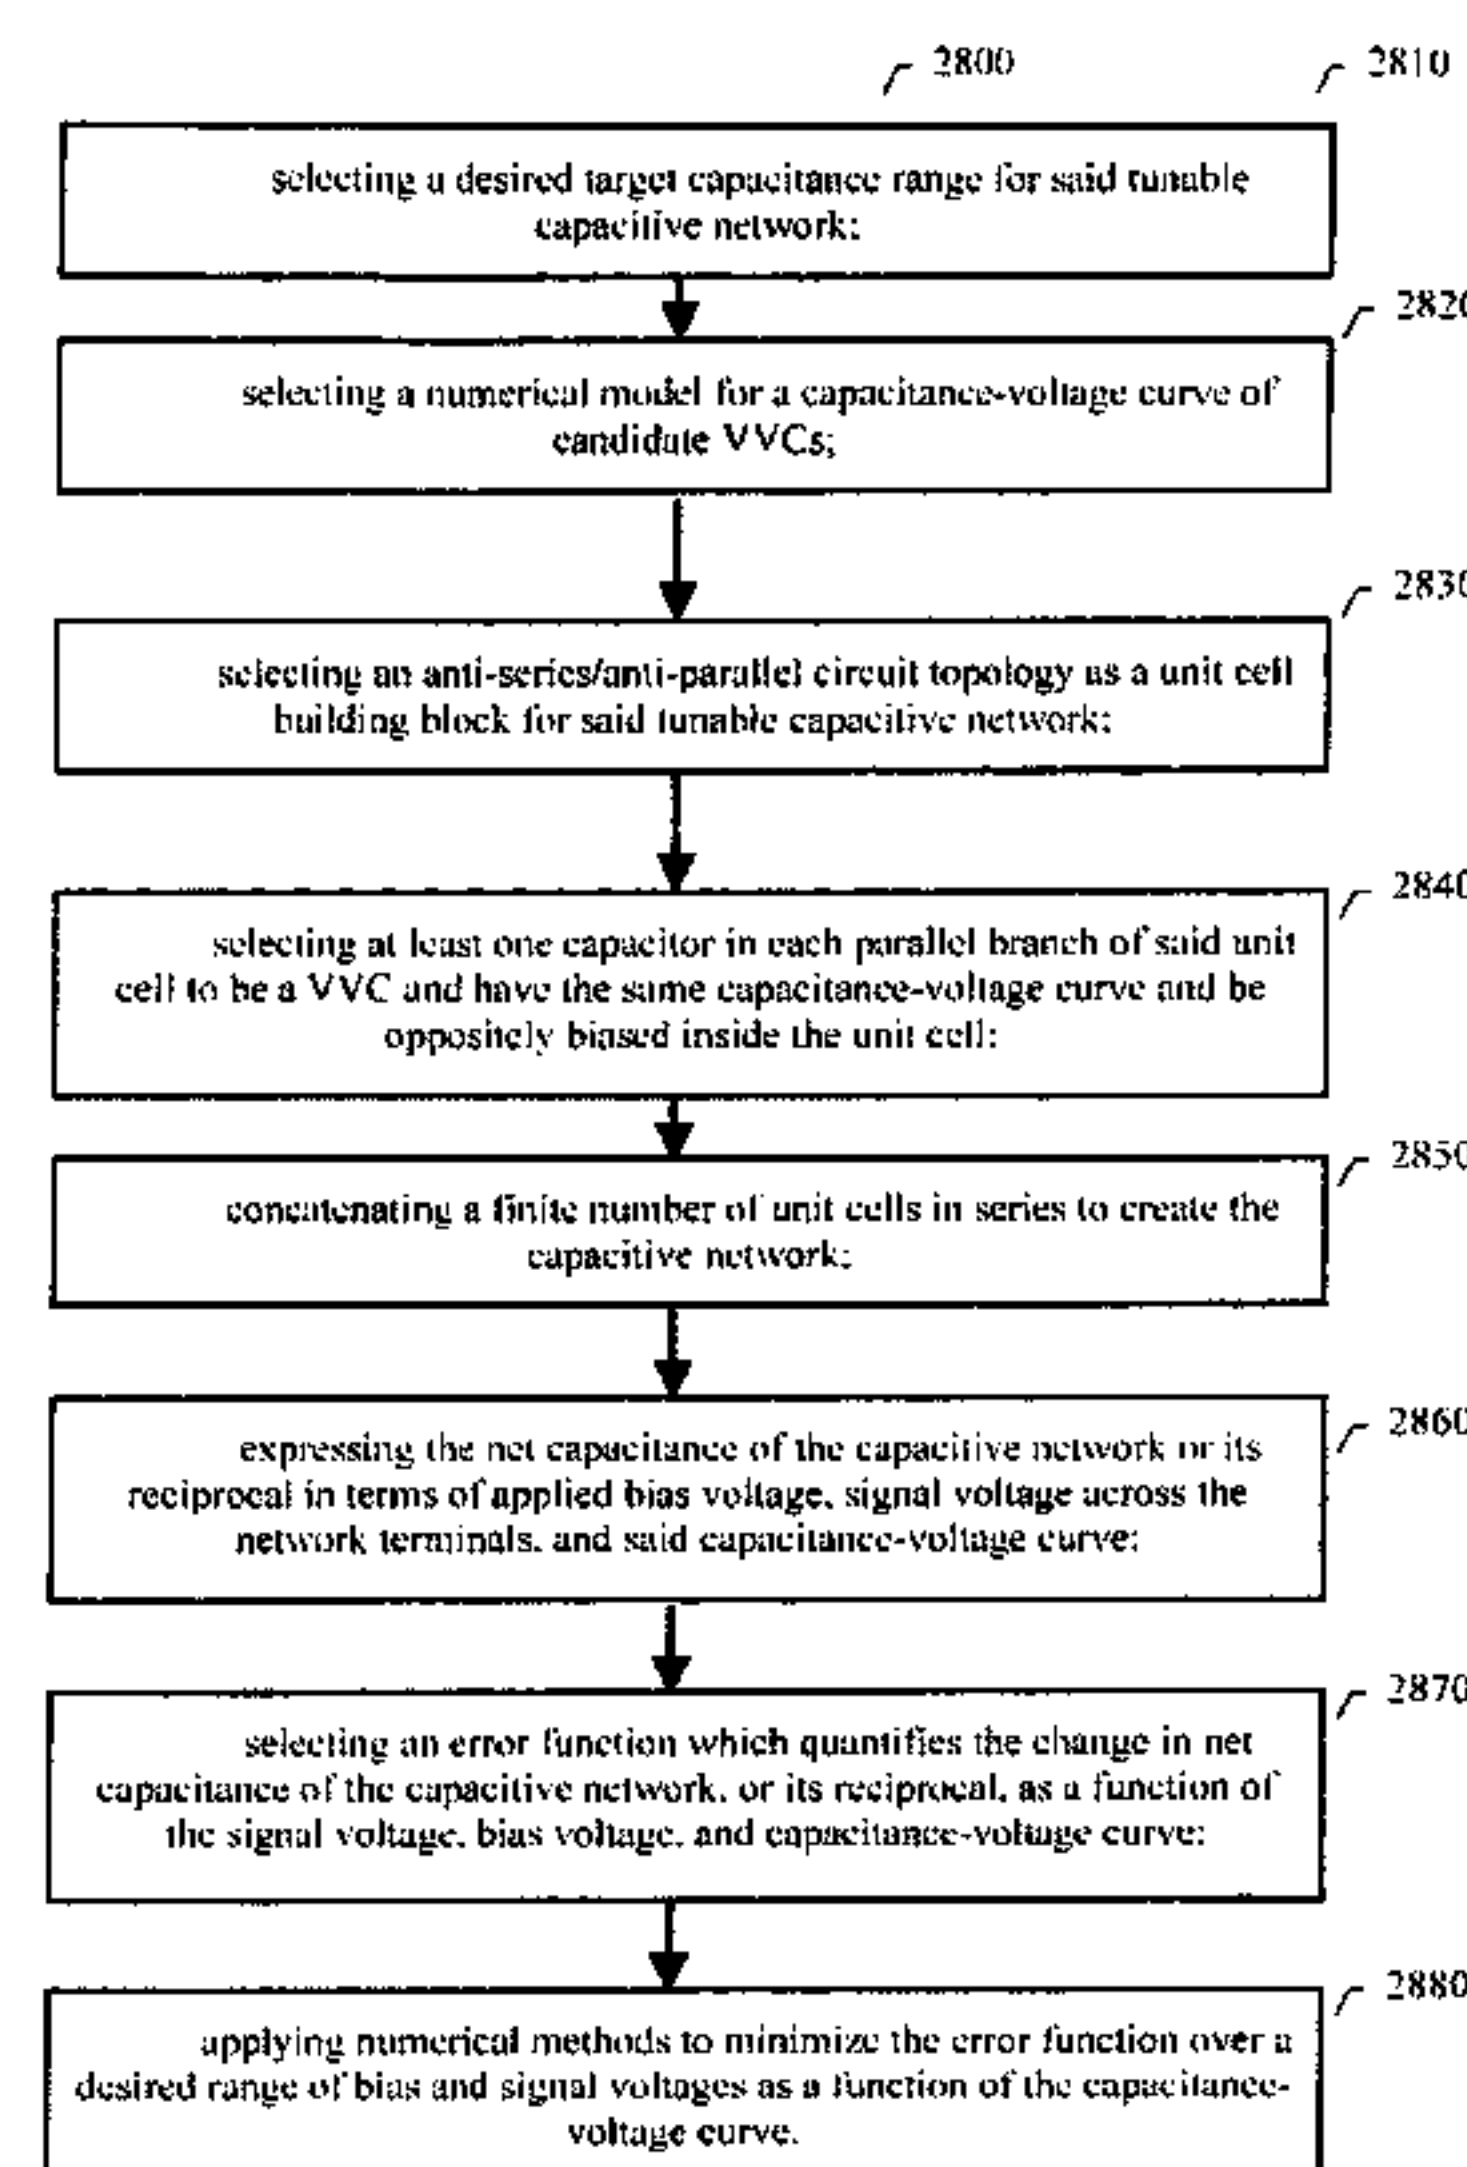 2800
2810
selecting a desired target capacitance range for said tunable
capacitive network;
2820
selecting a numerical model for a capacitance-voltage curve of
candidate VVCs;
2830
selecting an anti-series/anti-parallel circuit topology as a unit cell
building block for said tunable capacitive network;
2840
selecting at least one capacitor in each parallel branch of said unit
cell to be a VVC and have the same capacitance-voltage curve and be
oppositely biased inside the unit cell;
2850
concatenating a finite number of unit cells in series to create the
capacitive network;
2860
expressing the net capacitance of the capacitive network or its
reciprocal in terms of applied bias voltage, signal voltage across the
network terminals, and said capacitance-voltage curve;
2870
selecting an error function which quantifies the change in net
capacitance of the capacitive network, or its reciprocal, as a function of
the signal voltage, bias voltage, and capacitance-voltage curve;
2880
applying numerical methods to minimize the error function over a
desired range of bias and signal voltages as a function of the capacitance-
voltage curve.